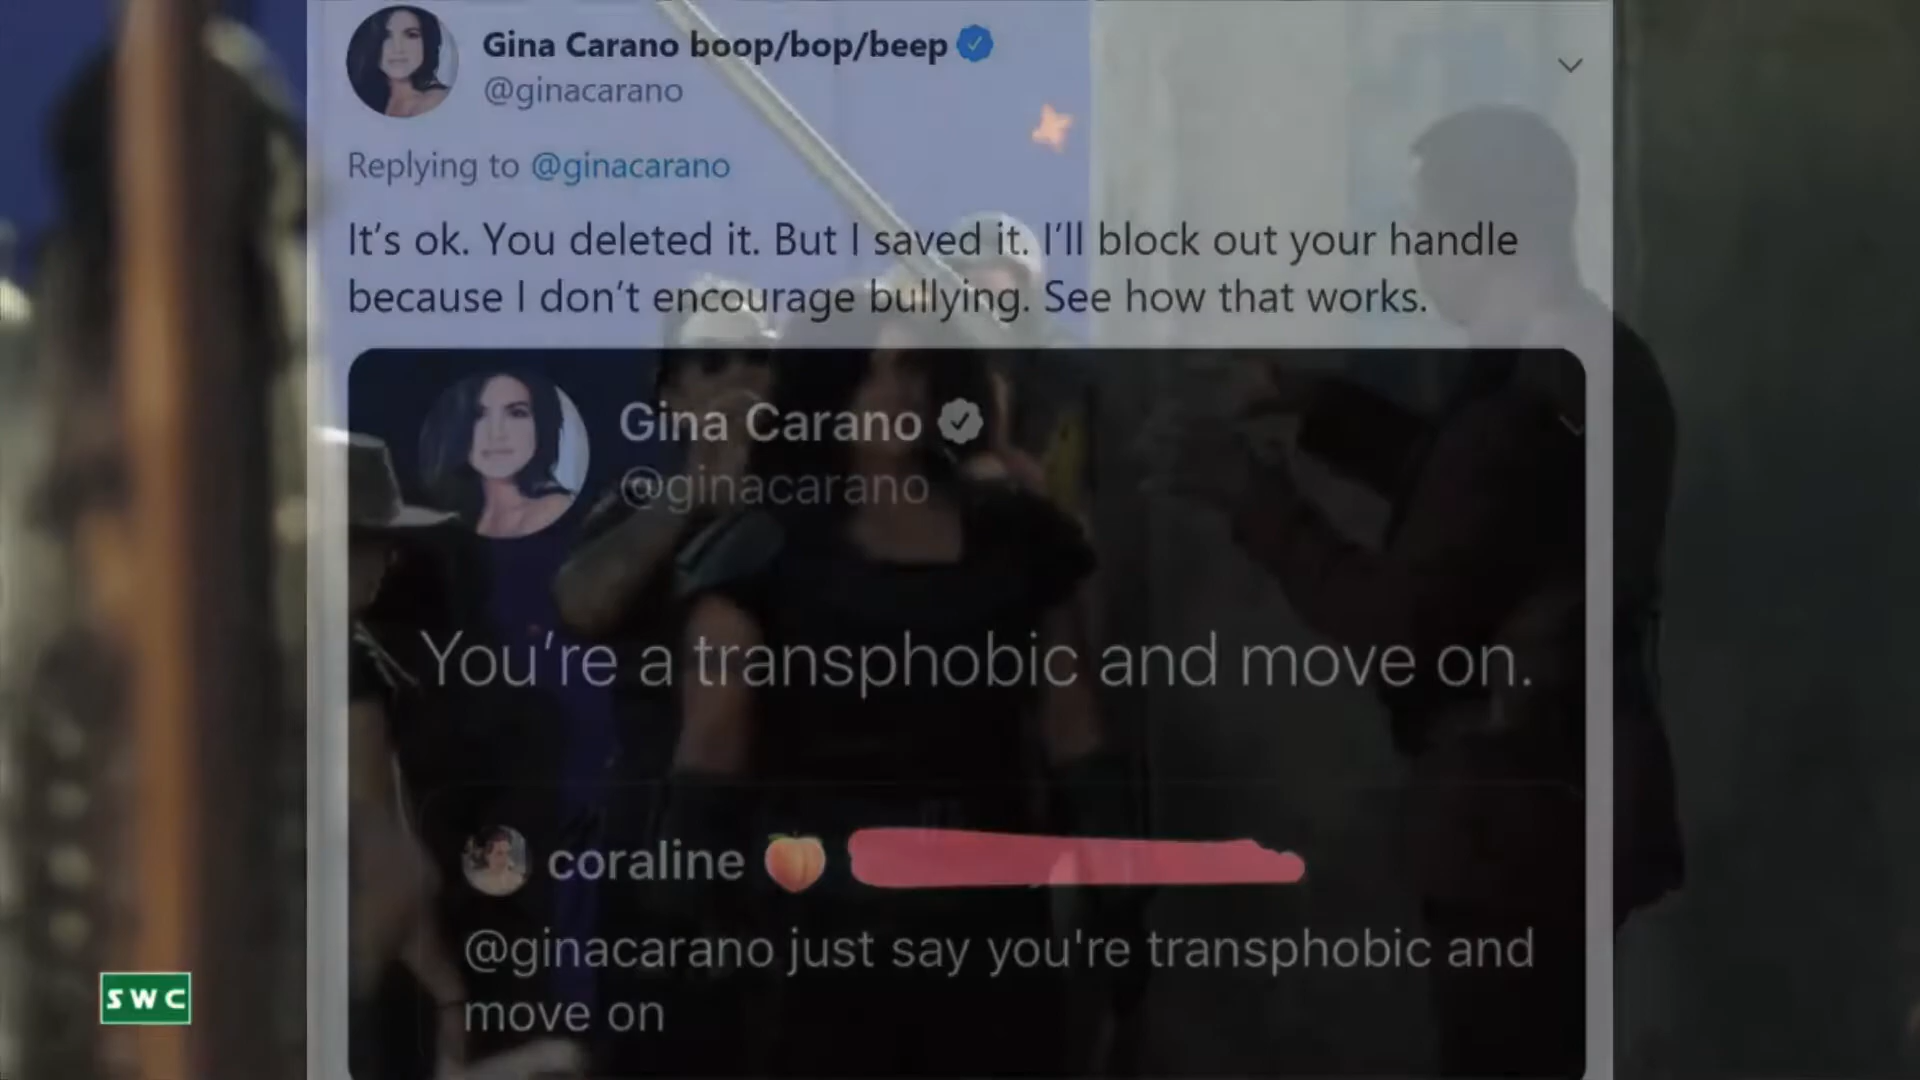 Gina Carano boop/bop/beep
@ginacarano
Replying to @ginacarano
It's ok. You deleted it. But I saved it. I'll block out your handle
because I don't encourage bullying. See how that works.
Gina Carano
@ginacarano
You're a transphobic and move on.
coraline
@ginacarano just say you're transphobic and
move on
SWC